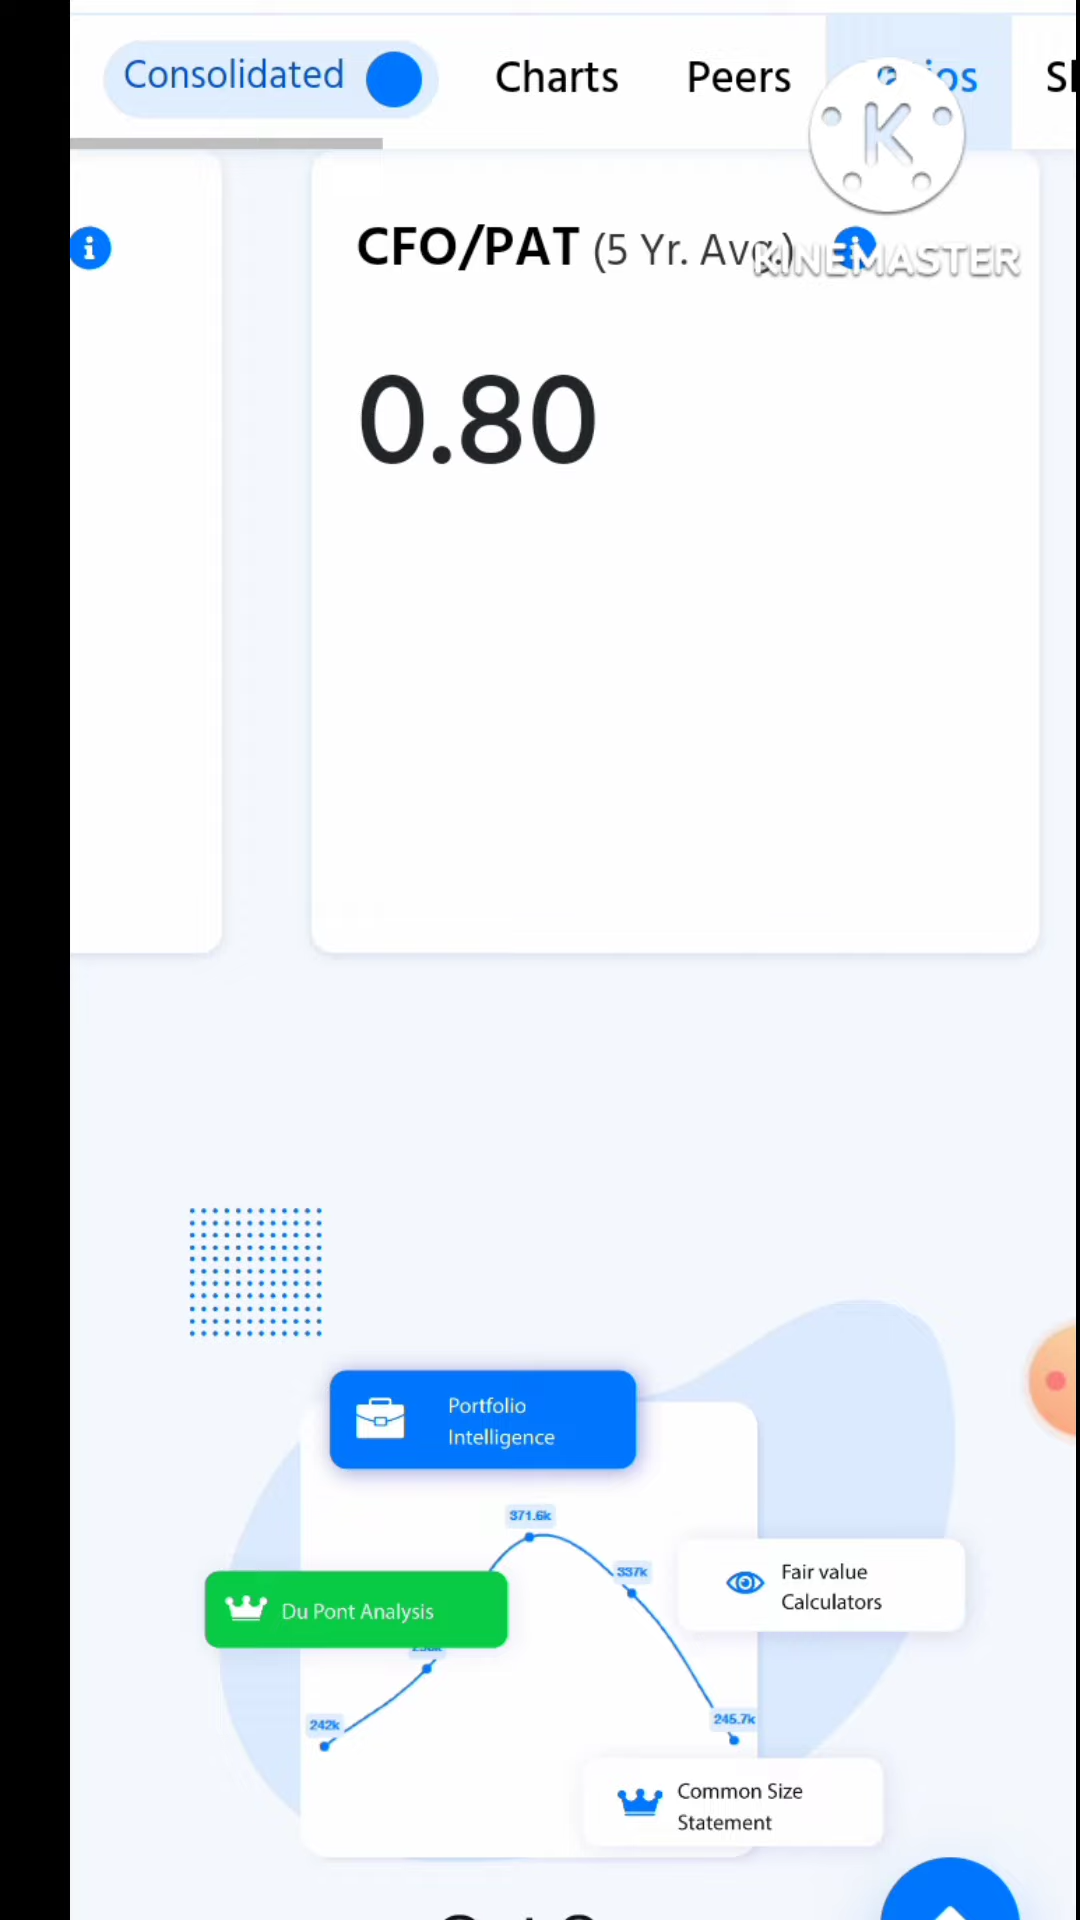 Consolidated Charts Peers
K
CFO/PAT (5 Yr. Avg.)
KINEMASTER
0.80
Portfolio
Intelligence
371.6k
337k
Fair value
Calculators
Du Pont Analysis
242k
245.7k
Common Size
Statement